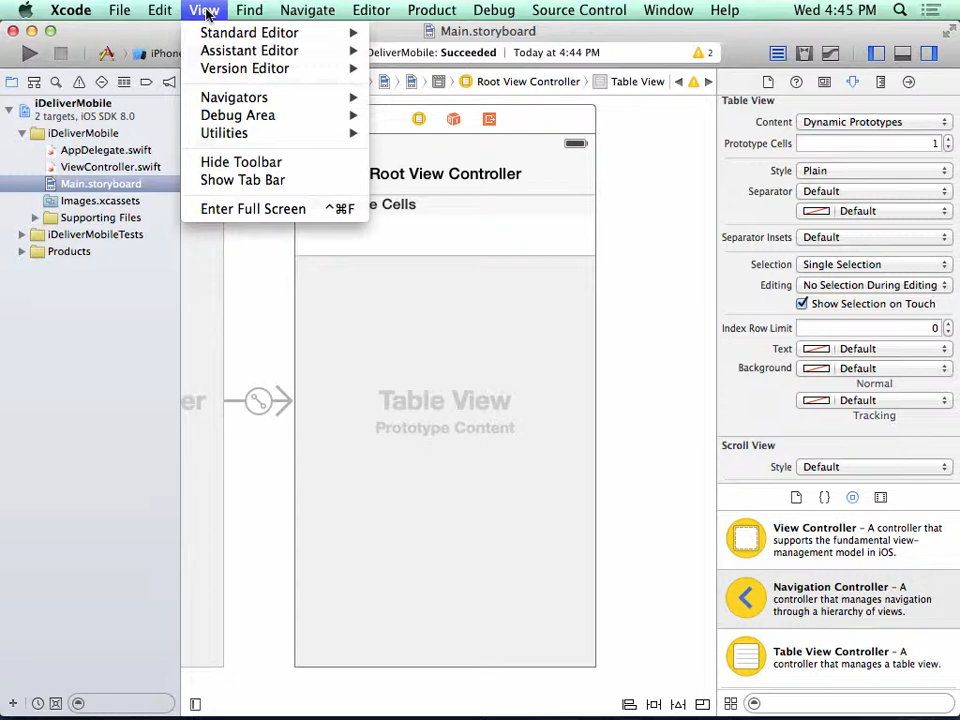 Xcode File Edit View Find Navigate Editor Product Debug Source Control Window Help Wed 4:45 PM
Main.storyboard
iPhone
DeliverMobile: Succeeded
Today at 4:44 PM
2
Root View Controller
Table View
iDeliverMobile
2 targets, iOS SDK 8.0
iDeliverMobile
AppDelegate.swift
ViewController.swift
Main.storyboard
Images.xcassets
Supporting Files
iDeliverMobileTests
Products
Standard Editor
Assistant Editor
Version Editor
Navigators
Debug Area
Utilities
Hide Toolbar
Show Tab Bar
Enter Full Screen ^⌘F
Root View Controller
Cells
Table View
Prototype Content
Table View
Content Dynamic Prototypes
Prototype Cells 1
Style Plain
Separator Default
Default
Separator Insets Default
Selection Single Selection
Editing No Selection During Editing
Show Selection on Touch
Index Row Limit 0
Text Default
Background Default
Normal
Default
Tracking
Scroll View
Style Default
View Controller - A controller that
supports the fundamental view-
management model in iOS.
Navigation Controller - A
controller that manages navigation
through a hierarchy of views.
Table View Controller - A
controller that manages a table view.